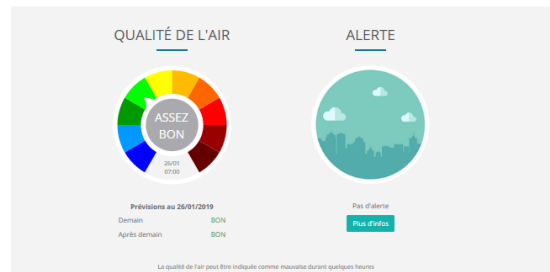 QUALITÉ DE L'AIR
ALERTE
ASSEZ
BON
26/01
07:00
Prévisions au 26/01/2019
Demain BON
Après demain BON
Pas d'alerte
Plus d'infos
La qualité de l'air peut être indiquée comme mauvaise durant quelques heures